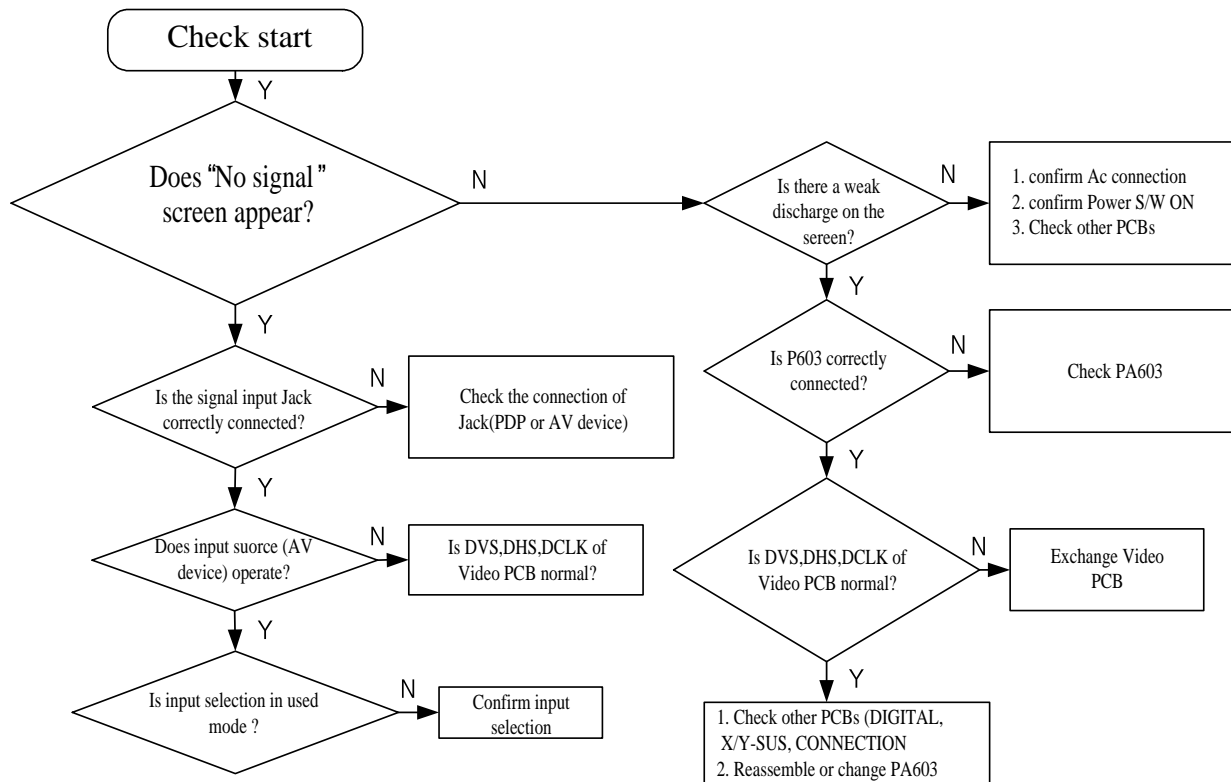 Check start
Y
Does “No signal”
screen appear?
N
Is there a weak
discharge on the
sereen?
N
1. confirm Ac connection
2. confirm Power S/W ON
3. Check other PCBs
Y
Y
Is the signal input Jack
correctly connected?
N
Check the connection of
Jack(PDP or AV device)
Is P603 correctly
connected?
N
Check PA603
Y
Y
Does input suorce (AV
device) operate?
N
Is DVS,DHS,DCLK of
Video PCB normal?
Is DVS,DHS,DCLK of
Video PCB normal?
N
Exchange Video
PCB
Y
Y
Is input selection in used
mode ?
N
Confirm input
selection
1. Check other PCBs (DIGITAL,
X/Y-SUS, CONNECTION
2. Reassemble or change PA603